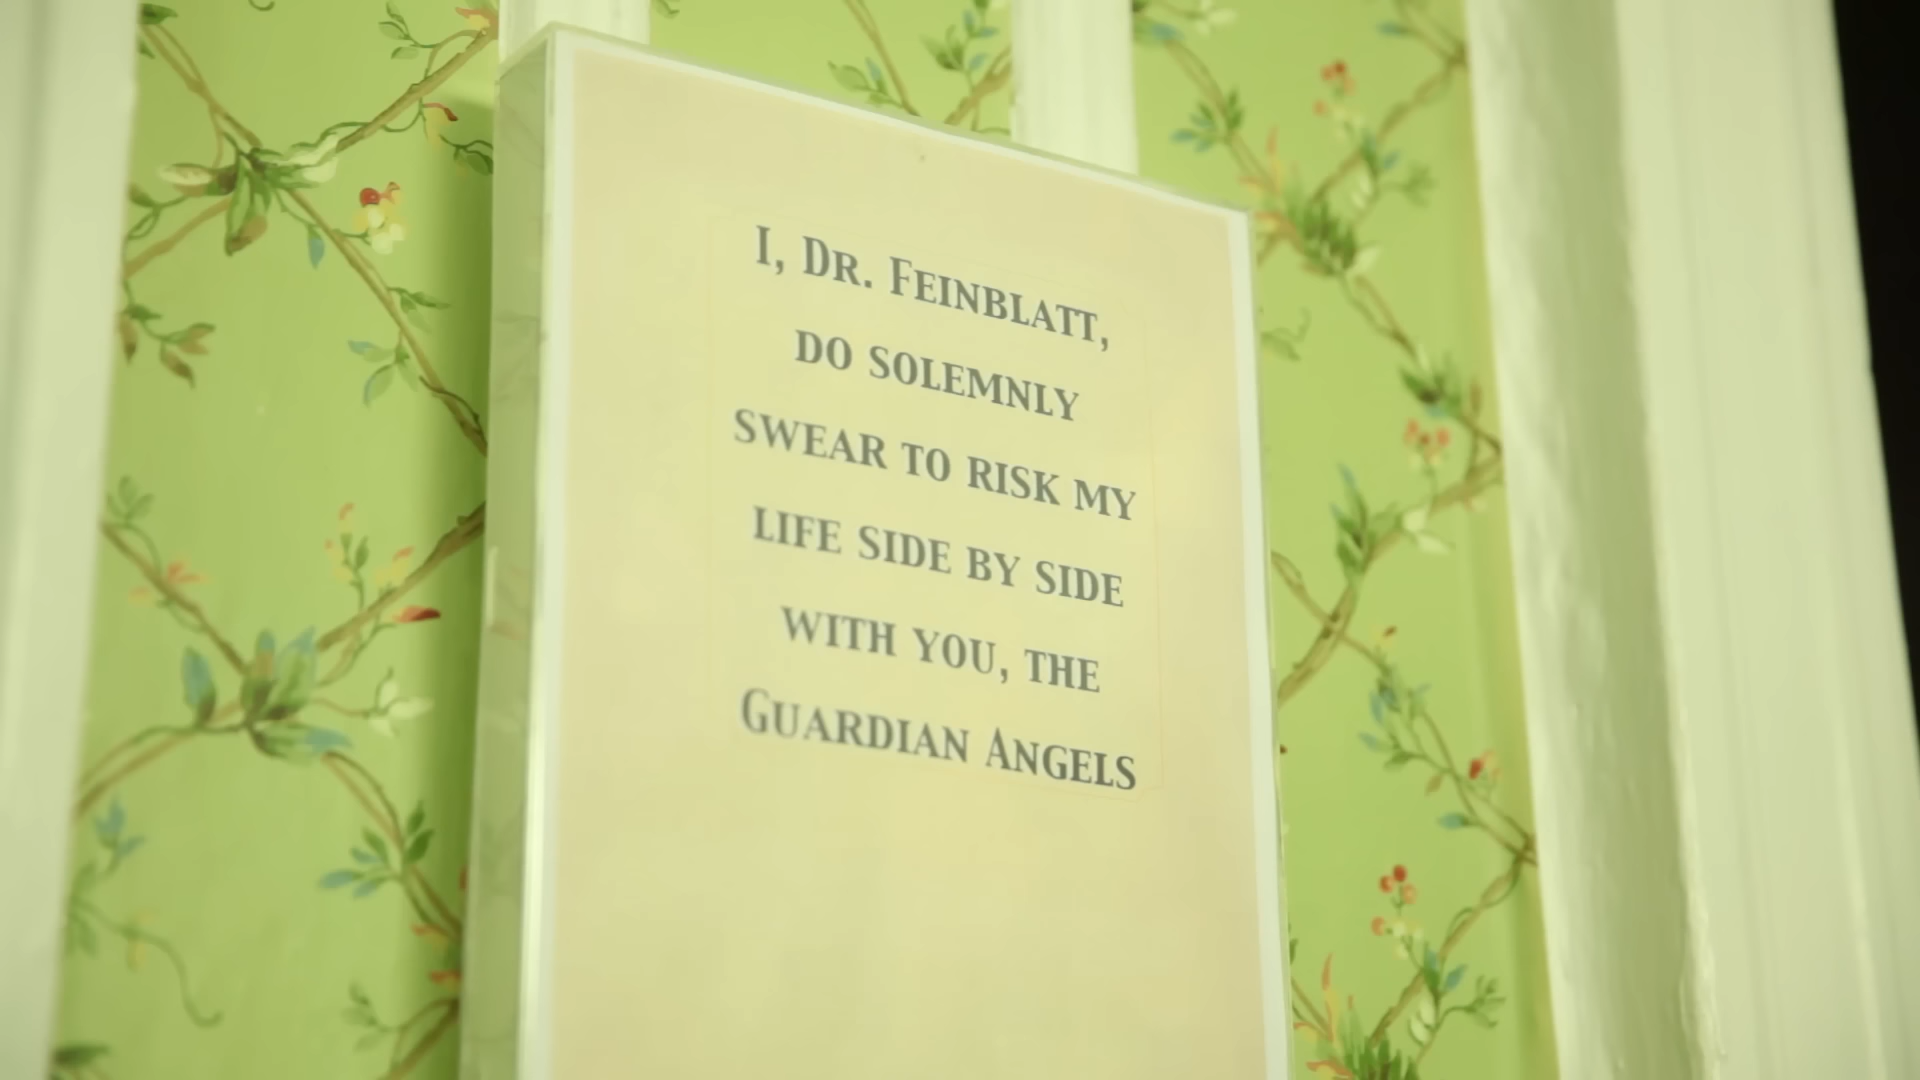 I, Dr. Feinblatt,
do solemnly
swear to risk my
life side by side
with you, the
Guardian Angels